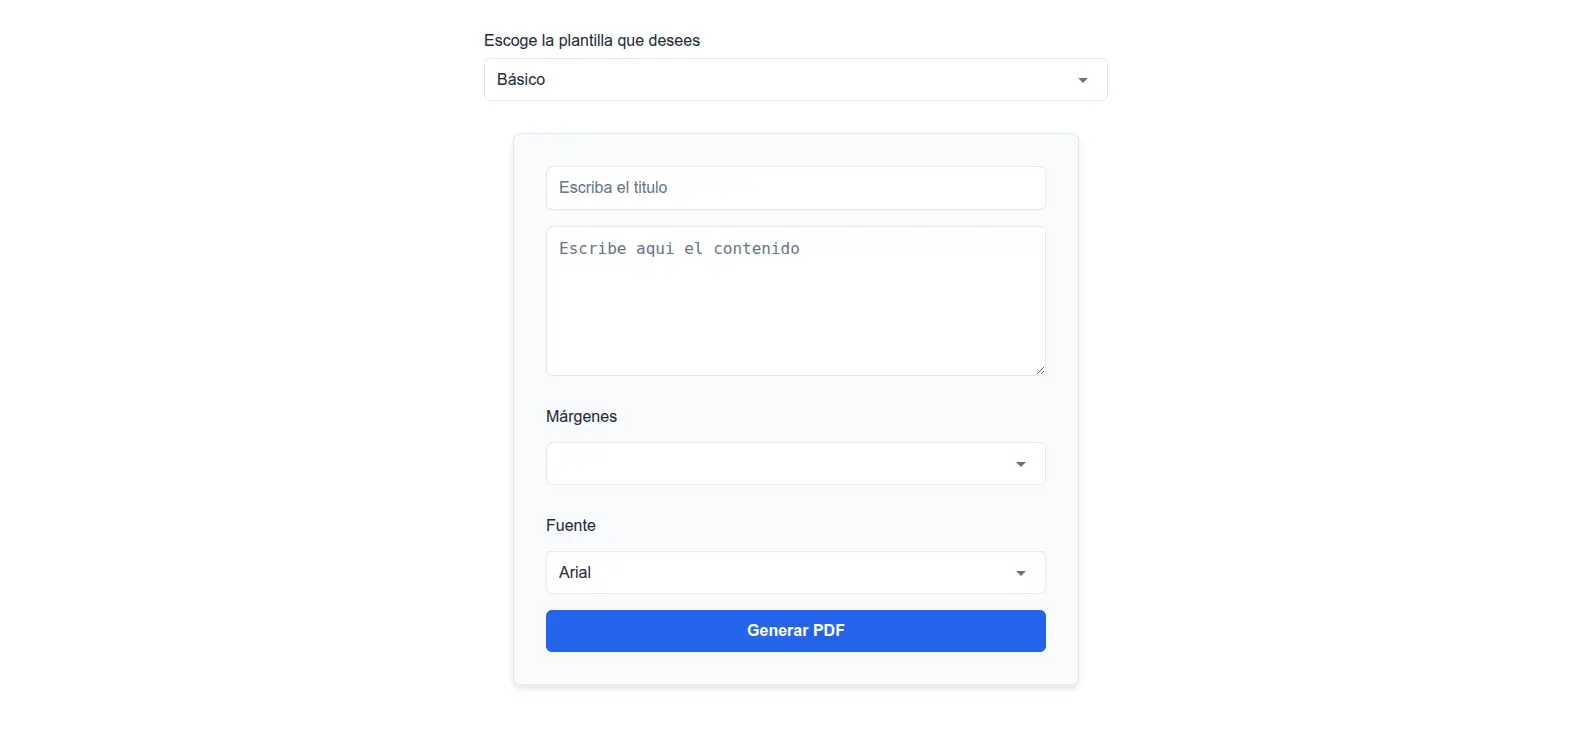 Escoge la plantilla que desees
Básico
Escriba el titulo
Escribe aqui el contenido
Márgenes
Fuente
Arial
Generar PDF